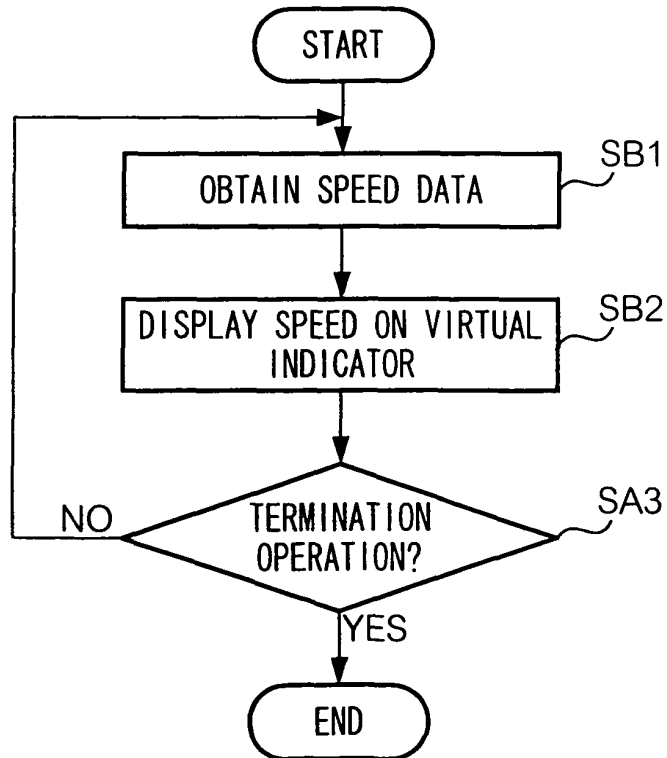 START
OBTAIN SPEED DATA
SB1
DISPLAY SPEED ON VIRTUAL
INDICATOR
SB2
TERMINATION
OPERATION?
SA3
NO
YES
END